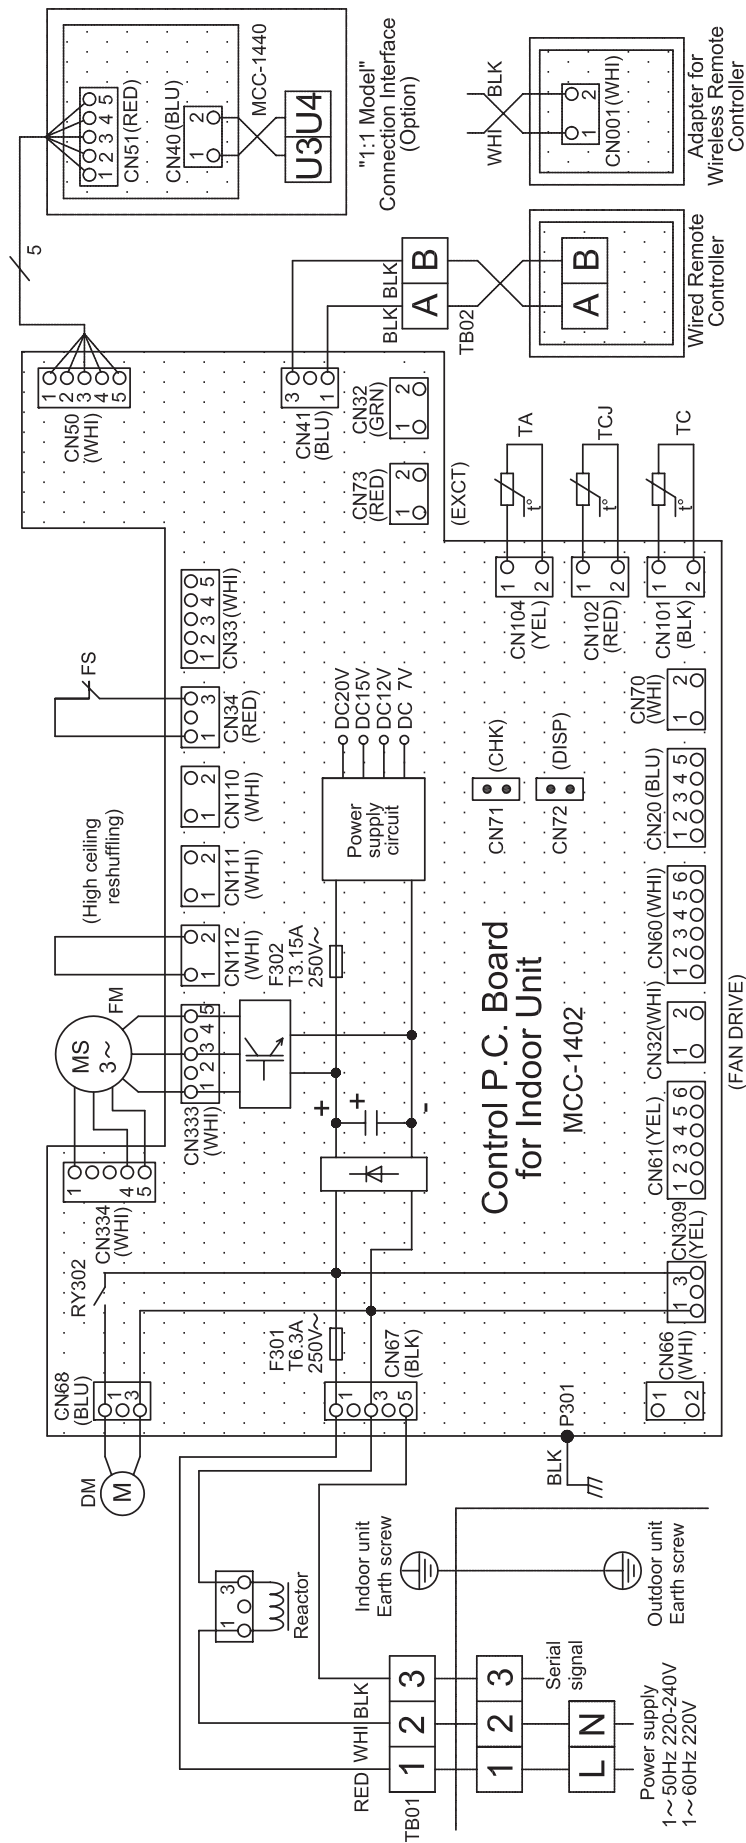 MCC-1440
1 2 3 4 5
CN51 (RED)
1 2
CN40 (BLU)
U3 U4
"1:1 Model"
Connection Interface
(Option)
WHI
BLK
1 2
CN001 (WHI)
Adapter for
Wireless Remote
Controller
5
1
2
3
4
5
CN50
(WHI)
3
1
CN41
(BLU)
BLK
BLK
A B
TB02
A B
Wired Remote
Controller
1 2
CN32
(GRN)
1 2
CN73
(RED)
(EXCT)
TA
t°
1
2
CN104
(YEL)
TCJ
t°
1
2
CN102
(RED)
TC
t°
1
2
CN101
(BLK)
1 2 3 4 5
CN33 (WHI)
FS
1 3
CN34
(RED)
1 2
CN110
(WHI)
1 2
CN111
(WHI)
(High ceiling
reshuffling)
1 2
CN112
(WHI)
DC20V
DC15V
DC12V
DC 7V
Power
supply
circuit
F302
T3.15A
250V～
CN71
(CHK)
CN72
(DISP)
1 2
CN70
(WHI)
1 2 3 4 5
CN20 (BLU)
1 2 3 4 5 6
CN60 (WHI)
1 2
CN32(WHI)
(FAN DRIVE)
1 2 3 4 5 6
CN61(YEL)
1 3
CN309
(YEL)
1
2
CN66
(WHI)
Control P.C. Board
for Indoor Unit
MCC-1402
FM
MS
3～
1 2 3 4 5
CN333
(WHI)
1
4
5
CN334
(WHI)
+
+
-
RY302
F301
T6.3A
250V～
CN68
(BLU)
1
3
DM
M
1
3
5
CN67
(BLK)
P301
BLK
1 3
Reactor
Indoor unit
Earth screw
Outdoor unit
Earth screw
RED
WHI
BLK
TB01
1 2 3
1 2 3
Serial
signal
L N
Power supply
1～ 50Hz 220-240V
1～ 60Hz 220V